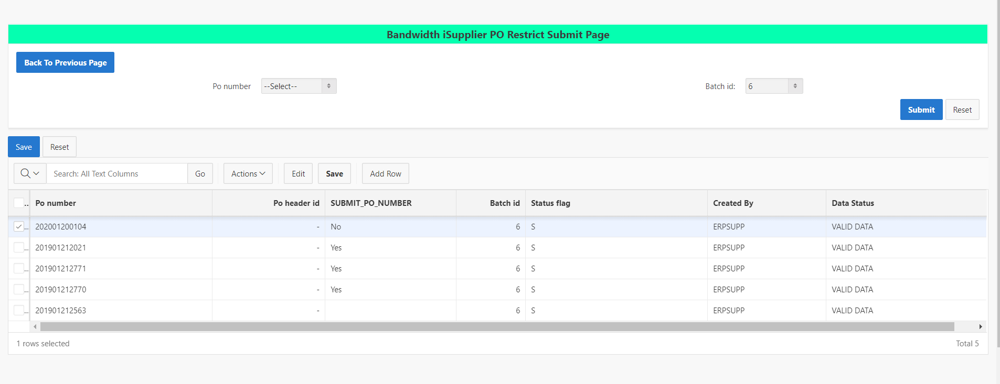 Bandwidth iSupplier PO Restrict Submit Page
Back To Previous Page
Po number --Select-- Batch id: 6
Submit Reset
Save Reset
Search: All Text Columns Go Actions Edit Save Add Row
.. Po number Po header id SUBMIT_PO_NUMBER Batch id Status flag Created By Data Status
... 202001200104 - No 6 S ERPSUPP VALID DATA
... 201901212021 - Yes 6 S ERPSUPP VALID DATA
... 201901212771 - Yes 6 S ERPSUPP VALID DATA
... 201901212770 - Yes 6 S ERPSUPP VALID DATA
... 201901212563 - 6 S ERPSUPP VALID DATA
1 rows selected Total 5